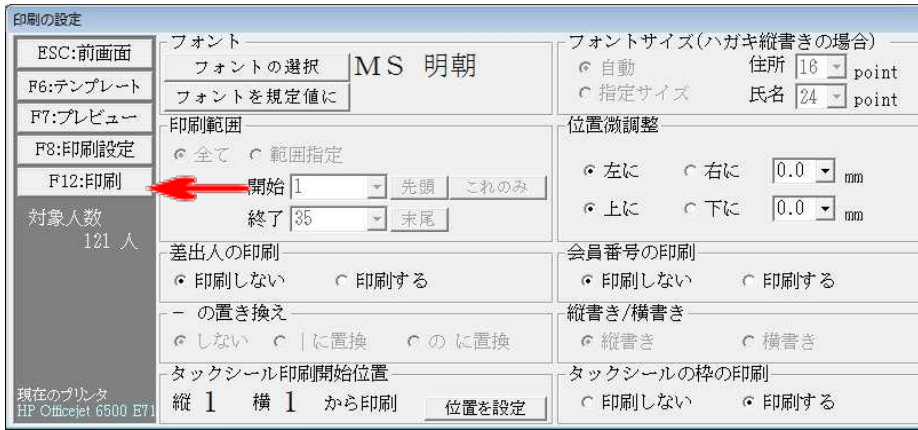 印刷の設定
ESC:前画面
F6:テンプレート
F7:プレビュー
F8:印刷設定
F12:印刷
対象人数
121 人
現在のプリンタ
HP Officejet 6500 E71
フォント
フォントの選択 MS 明朝
フォントを規定値に
フォントサイズ(ハガキ縦書きの場合)
自動 住所 16 point
指定サイズ 氏名 24 point
印刷範囲
全て 範囲指定
開始 1 先頭 これのみ
終了 35 末尾
位置微調整
左に 右に 0.0 mm
上に 下に 0.0 mm
差出人の印刷
印刷しない 印刷する
会員番号の印刷
印刷しない 印刷する
− の置き換え
しない |に置換 の に置換
縦書き/横書き
縦書き 横書き
タックシール印刷開始位置
縦 1 横 1 から印刷 位置を設定
タックシールの枠の印刷
印刷しない 印刷する